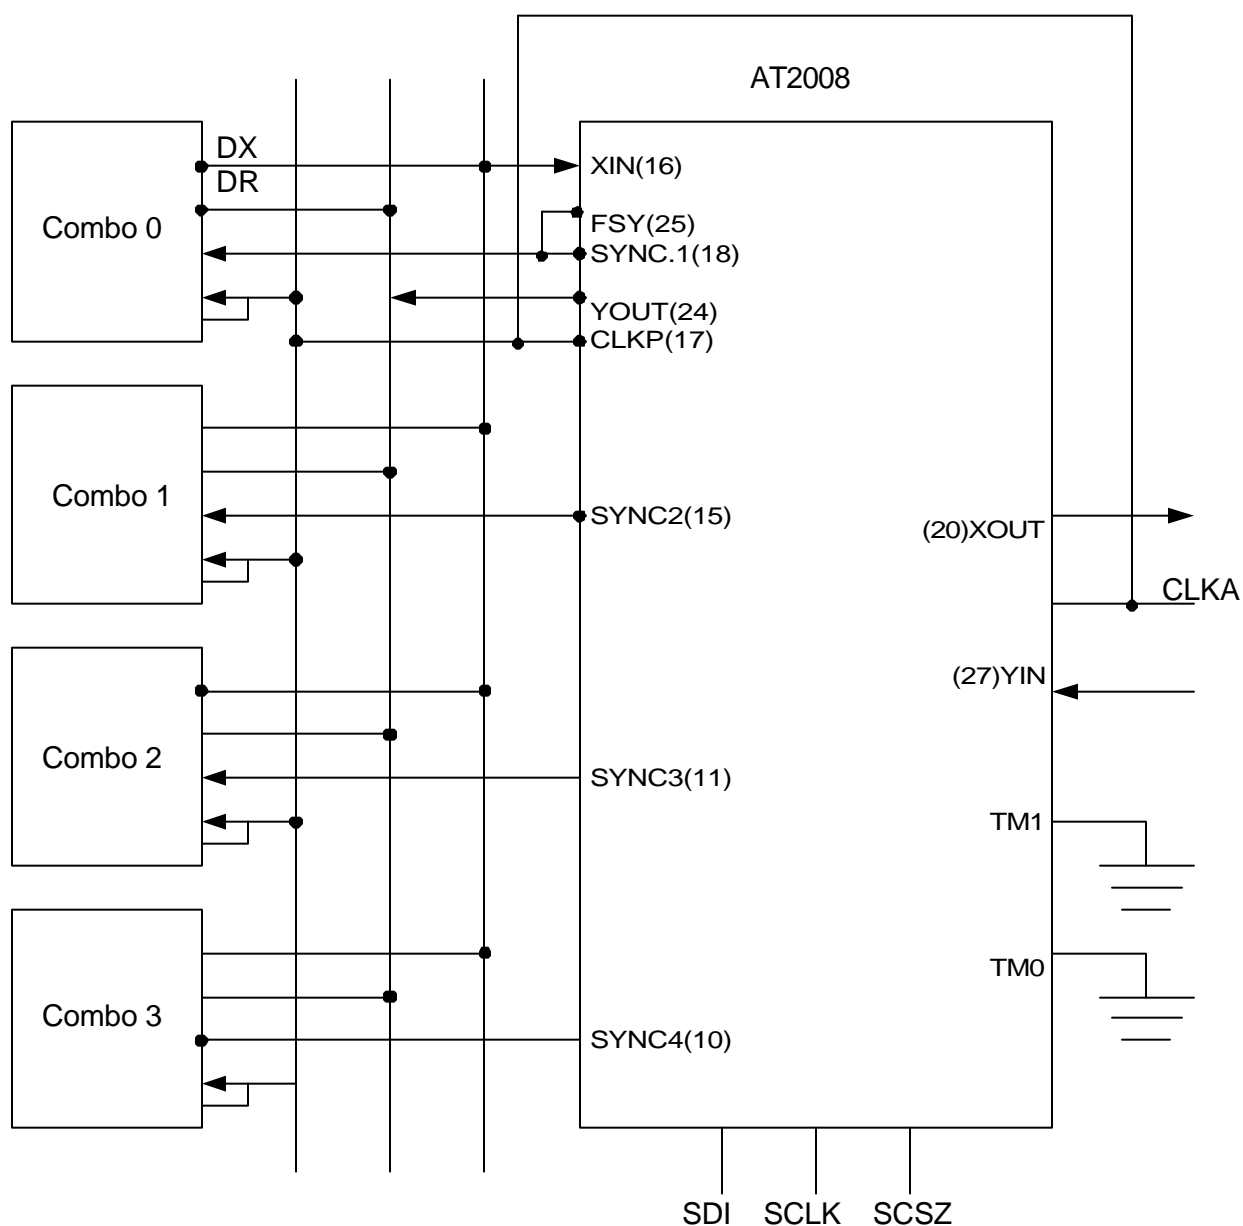 AT2008
DX
XIN(16)
DR
Combo 0
FSY(25)
SYNC.1(18)
YOUT(24)
CLKP(17)
Combo 1
SYNC2(15)
(20)XOUT
CLKA
(27)YIN
Combo 2
SYNC3(11)
TM1
TM0
Combo 3
SYNC4(10)
SDI SCLK SCSZ